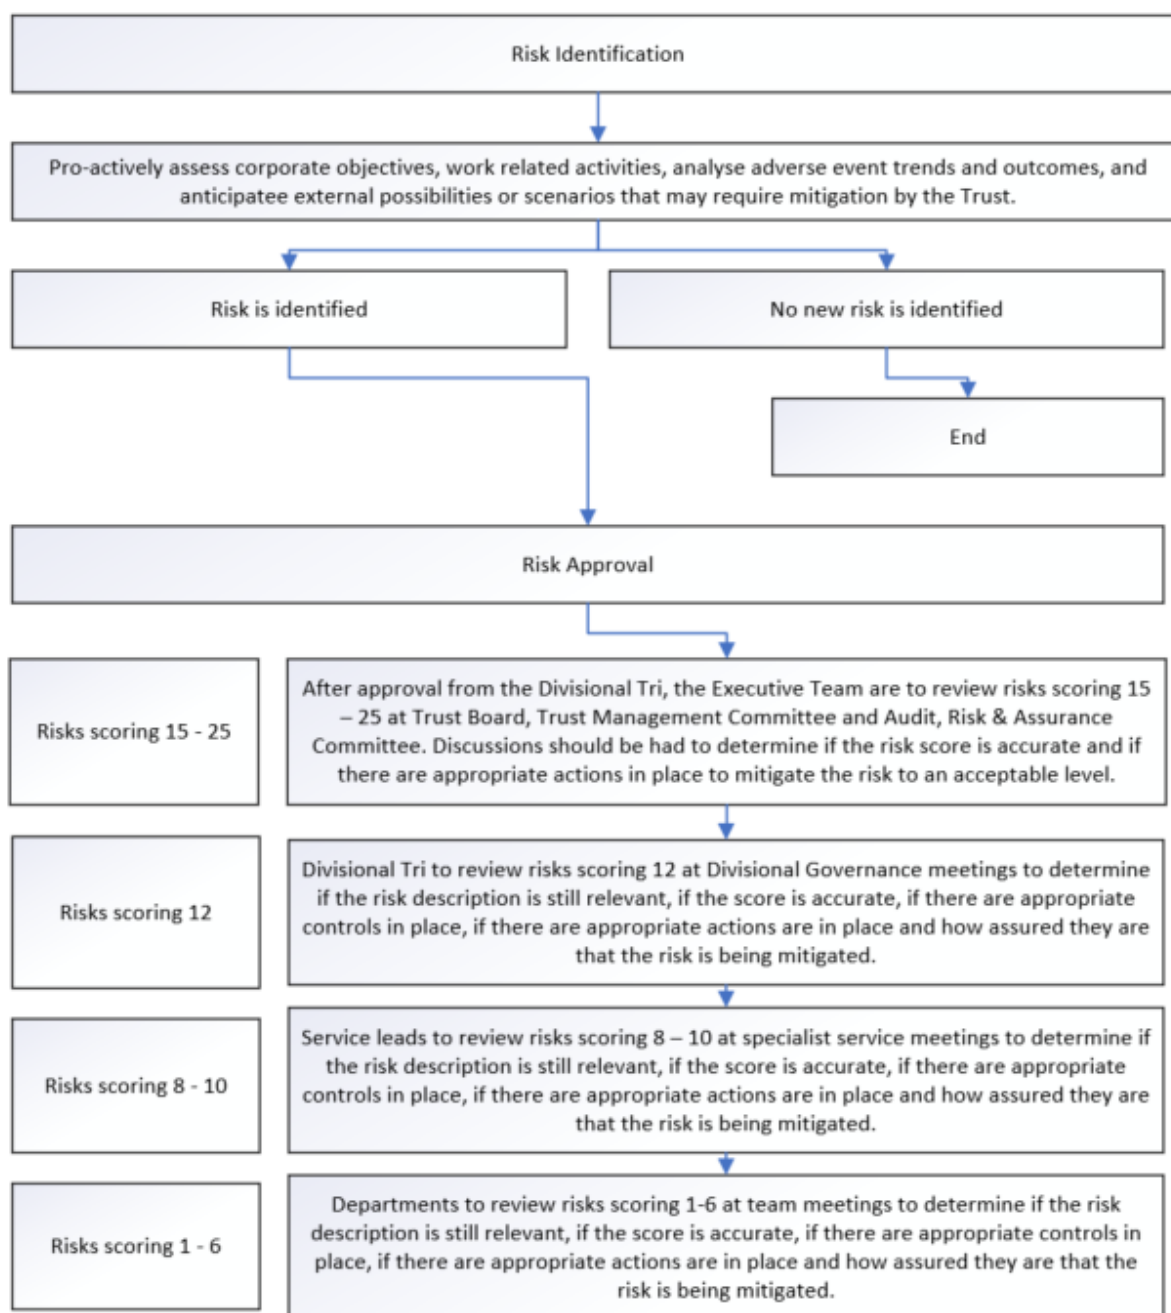 Risk Identification
Pro-actively assess corporate objectives, work related activities, analyse adverse event trends and outcomes, and
anticipatee external possibilities or scenarios that may require mitigation by the Trust.
Risk is identified
No new risk is identified
End
Risk Approval
Risks scoring 15 - 25
After approval from the Divisional Tri, the Executive Team are to review risks scoring 15
– 25 at Trust Board, Trust Management Committee and Audit, Risk & Assurance
Committee. Discussions should be had to determine if the risk score is accurate and if
there are appropriate actions in place to mitigate the risk to an acceptable level.
Risks scoring 12
Divisional Tri to review risks scoring 12 at Divisional Governance meetings to determine
if the risk description is still relevant, if the score is accurate, if there are appropriate
controls in place, if there are appropriate actions are in place and how assured they are
that the risk is being mitigated.
Risks scoring 8 - 10
Service leads to review risks scoring 8 – 10 at specialist service meetings to determine if
the risk description is still relevant, if the score is accurate, if there are appropriate
controls in place, if there are appropriate actions are in place and how assured they are
that the risk is being mitigated.
Risks scoring 1 - 6
Departments to review risks scoring 1-6 at team meetings to determine if the risk
description is still relevant, if the score is accurate, if there are appropriate controls in
place, if there are appropriate actions are in place and how assured they are that the
risk is being mitigated.